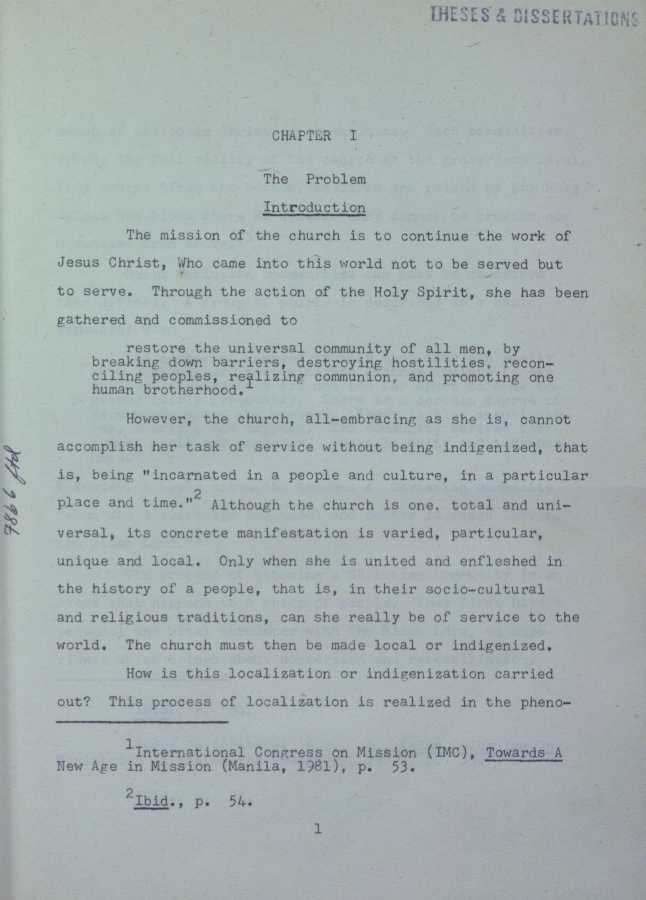 THESES & DISSERTATIONS
CHAPTER I
The Problem
Introduction
The mission of the church is to continue the work of
Jesus Christ, Who came into this world not to be served but
to serve. Through the action of the Holy Spirit, she has been
gathered and commissioned to
restore the universal community of all men, by
breaking down barriers, destroying hostilities, recon-
ciling peoples, realizing communion, and promoting one
human brotherhood.1
However, the church, all-embracing as she is, cannot
accomplish her task of service without being indigenized, that
is, being "incarnated in a people and culture, in a particular
place and time."2 Although the church is one, total and uni-
versal, its concrete manifestation is varied, particular,
unique and local. Only when she is united and enfleshed in
the history of a people, that is, in their socio-cultural
and religious traditions, can she really be of service to the
world. The church must then be made local or indigenized.
How is this localization or indigenization carried
out? This process of localization is realized in the pheno-
1International Congress on Mission (IMC), Towards A
New Age in Mission (Manila, 1981), p. 53.
2Ibid., p. 54.
1